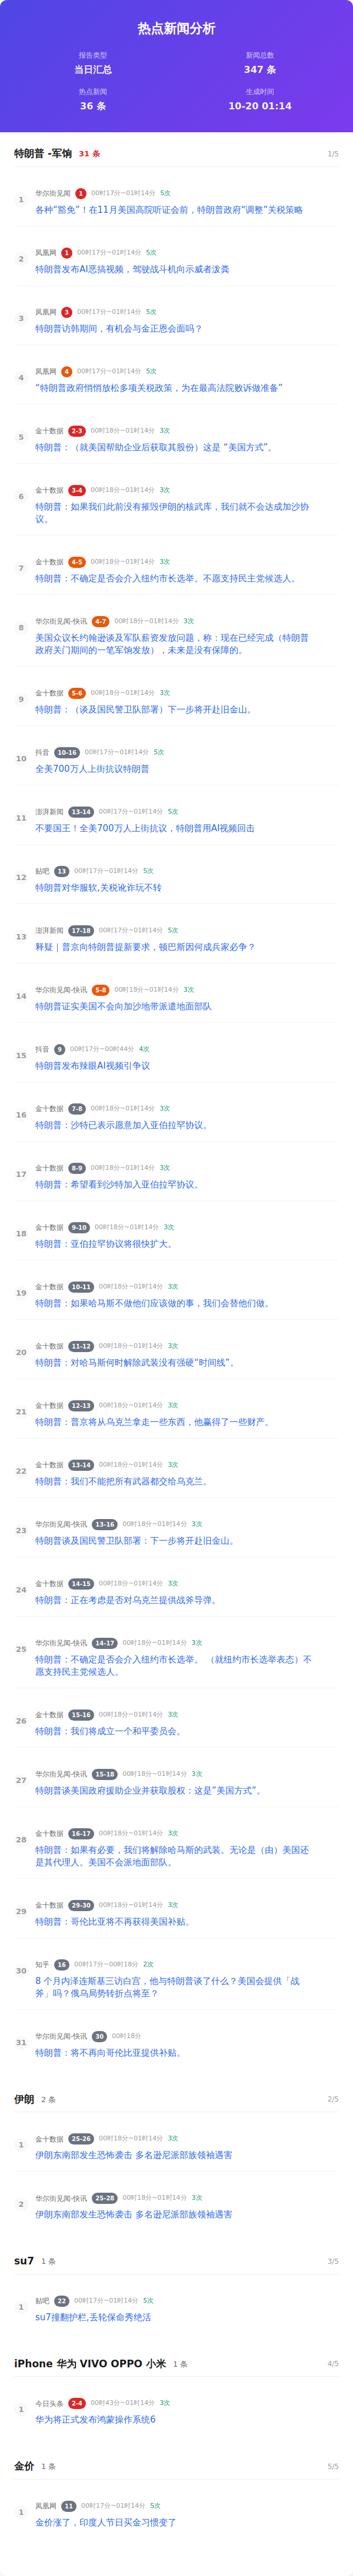 热点新闻分析
报告类型
新闻总数
当日汇总
347 条
热点新闻
生成时间
36 条
10-20 01:14
特朗普 -军饷 31 条 1/5
1
华尔街见闻 1 00时17分~01时14分 5次
各种“豁免”！在11月美国高院听证会前，特朗普政府“调整”关税策略
2
凤凰网 1 00时17分~01时14分 5次
特朗普发布AI恶搞视频，驾驶战斗机向示威者泼粪
3
凤凰网 3 00时17分~01时14分 5次
特朗普访韩期间，有机会与金正恩会面吗？
4
凤凰网 4 00时17分~01时14分 5次
“特朗普政府悄悄放松多项关税政策，为在最高法院败诉做准备”
5
金十数据 2-3 00时18分~01时14分 3次
特朗普：（就美国帮助企业后获取其股份）这是 “美国方式”。
6
金十数据 3-4 00时18分~01时14分 3次
特朗普：如果我们此前没有摧毁伊朗的核武库，我们就不会达成加沙协
议。
7
金十数据 4-5 00时18分~01时14分 3次
特朗普：不确定是否会介入纽约市长选举。不愿支持民主党候选人。
8
华尔街见闻-快讯 4-7 00时18分~01时14分 3次
美国众议长约翰逊谈及军队薪资发放问题，称：现在已经完成（特朗普
政府关门期间的一笔军饷发放），未来是没有保障的。
9
金十数据 5-6 00时18分~01时14分 3次
特朗普：（谈及国民警卫队部署）下一步将开赴旧金山。
10
抖音 10-16 00时17分~01时14分 5次
全美700万人上街抗议特朗普
11
澎湃新闻 13-14 00时17分~01时14分 5次
不要国王！全美700万人上街抗议，特朗普用AI视频回击
12
贴吧 13 00时17分~01时14分 5次
特朗普对华服软,关税讹诈玩不转
13
澎湃新闻 17-18 00时17分~01时14分 5次
释疑｜普京向特朗普提新要求，顿巴斯因何成兵家必争？
14
华尔街见闻-快讯 5-8 00时18分~01时14分 3次
特朗普证实美国不会向加沙地带派遣地面部队
15
抖音 9 00时17分~00时44分 4次
特朗普发布辣眼AI视频引争议
16
金十数据 7-8 00时18分~01时14分 3次
特朗普：沙特已表示愿意加入亚伯拉罕协议。
17
金十数据 8-9 00时18分~01时14分 3次
特朗普：希望看到沙特加入亚伯拉罕协议。
18
金十数据 9-10 00时18分~01时14分 3次
特朗普：亚伯拉罕协议将很快扩大。
19
金十数据 10-11 00时18分~01时14分 3次
特朗普：如果哈马斯不做他们应该做的事，我们会替他们做。
20
金十数据 11-12 00时18分~01时14分 3次
特朗普：对哈马斯何时解除武装没有强硬“时间线”。
21
金十数据 12-13 00时18分~01时14分 3次
特朗普：普京将从乌克兰拿走一些东西，他赢得了一些财产。
22
金十数据 13-14 00时18分~01时14分 3次
特朗普：我们不能把所有武器都交给乌克兰。
23
华尔街见闻-快讯 13-16 00时18分~01时14分 3次
特朗普谈及国民警卫队部署：下一步将开赴旧金山。
24
金十数据 14-15 00时18分~01时14分 3次
特朗普：正在考虑是否对乌克兰提供战斧导弹。
25
华尔街见闻-快讯 14-17 00时18分~01时14分 3次
特朗普：不确定是否会介入纽约市长选举。 （就纽约市长选举表态）不
愿支持民主党候选人。
26
金十数据 15-16 00时18分~01时14分 3次
特朗普：我们将成立一个和平委员会。
27
华尔街见闻-快讯 15-18 00时18分~01时14分 3次
特朗普谈美国政府援助企业并获取股权：这是“美国方式”。
28
金十数据 16-17 00时18分~01时14分 3次
特朗普：如果有必要，我们将解除哈马斯的武装。无论是（由）美国还
是其代理人。美国不会派地面部队。
29
金十数据 29-30 00时18分~01时14分 3次
特朗普：哥伦比亚将不再获得美国补贴。
30
知乎 16 00时17分~00时18分 2次
8 个月内泽连斯基三访白宫，他与特朗普谈了什么？美国会提供「战
斧」吗？俄乌局势转折点将至？
31
华尔街见闻-快讯 30 00时18分
特朗普：将不再向哥伦比亚提供补贴。
伊朗 2 条 2/5
1
金十数据 25-26 00时18分~01时14分 3次
伊朗东南部发生恐怖袭击 多名逊尼派部族领袖遇害
2
华尔街见闻-快讯 25-28 00时18分~01时14分 3次
伊朗东南部发生恐怖袭击 多名逊尼派部族领袖遇害
su7 1 条 3/5
1
贴吧 22 00时17分~01时14分 5次
su7撞翻护栏,丢轮保命秀绝活
iPhone 华为 VIVO OPPO 小米 1 条 4/5
1
今日头条 2-4 00时43分~01时14分 3次
华为将正式发布鸿蒙操作系统6
金价 1 条 5/5
1
凤凰网 11 00时17分~01时14分 5次
金价涨了，印度人节日买金习惯变了